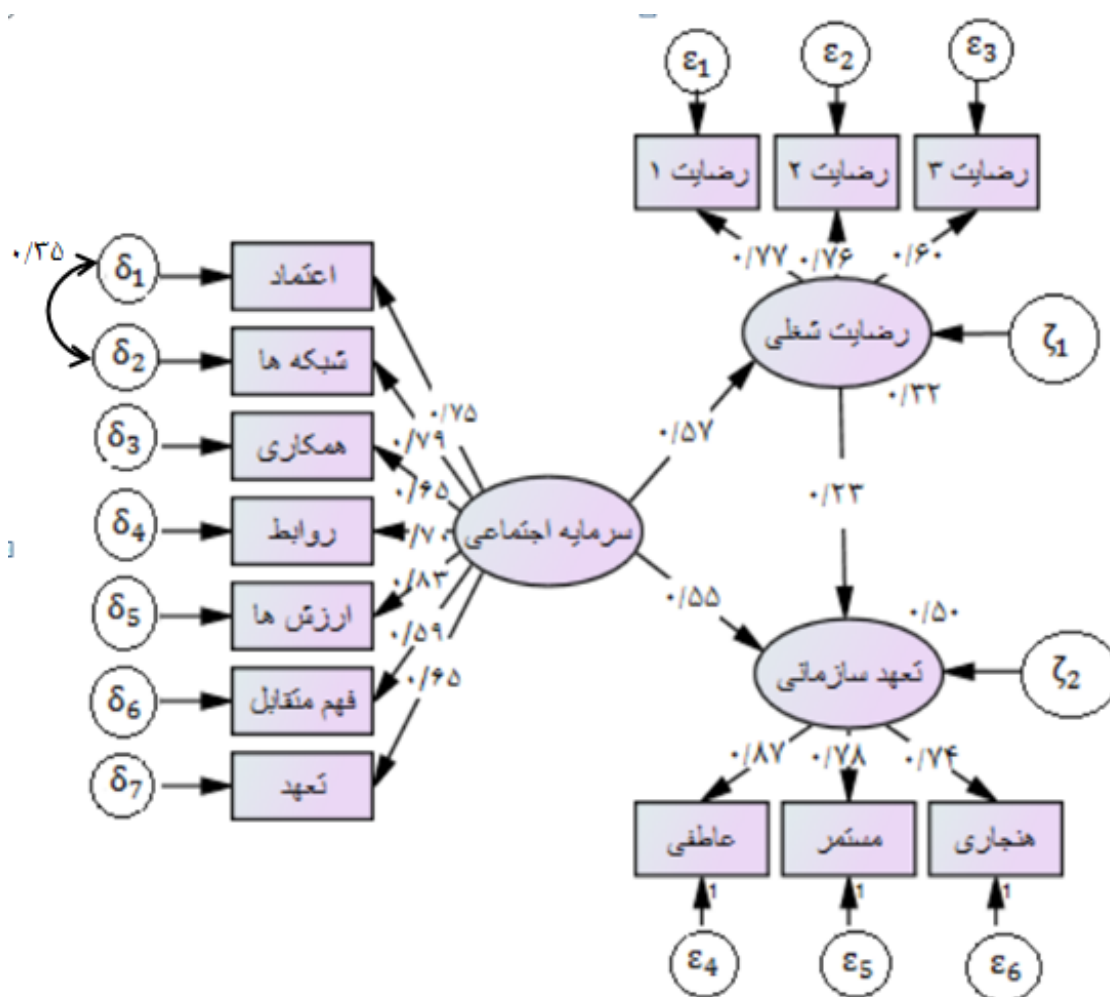 ε1
ε2
ε3
رضایت ۱
رضایت ۲
رضایت ۳
۰/۷۷
۰/۷۶
۰/۶۰
رضایت شغلی
ζ1
۰/۳۲
۰/۳۵
δ1
اعتماد
δ2
شبکه ها
δ3
همکاری
δ4
روابط
δ5
ارزش ها
δ6
فهم متقابل
δ7
تعهد
۰/۷۵
۰/۷۹
۰/۶۵
۰/۷۰
۰/۸۳
۰/۵۹
۰/۶۵
سرمایه اجتماعی
۰/۵۷
۰/۲۳
۰/۵۵
۰/۵۰
تعهد سازمانی
ζ2
۰/۸۷
۰/۷۸
۰/۷۴
عاطفی
مستمر
هنجاری
1
1
1
ε4
ε5
ε6